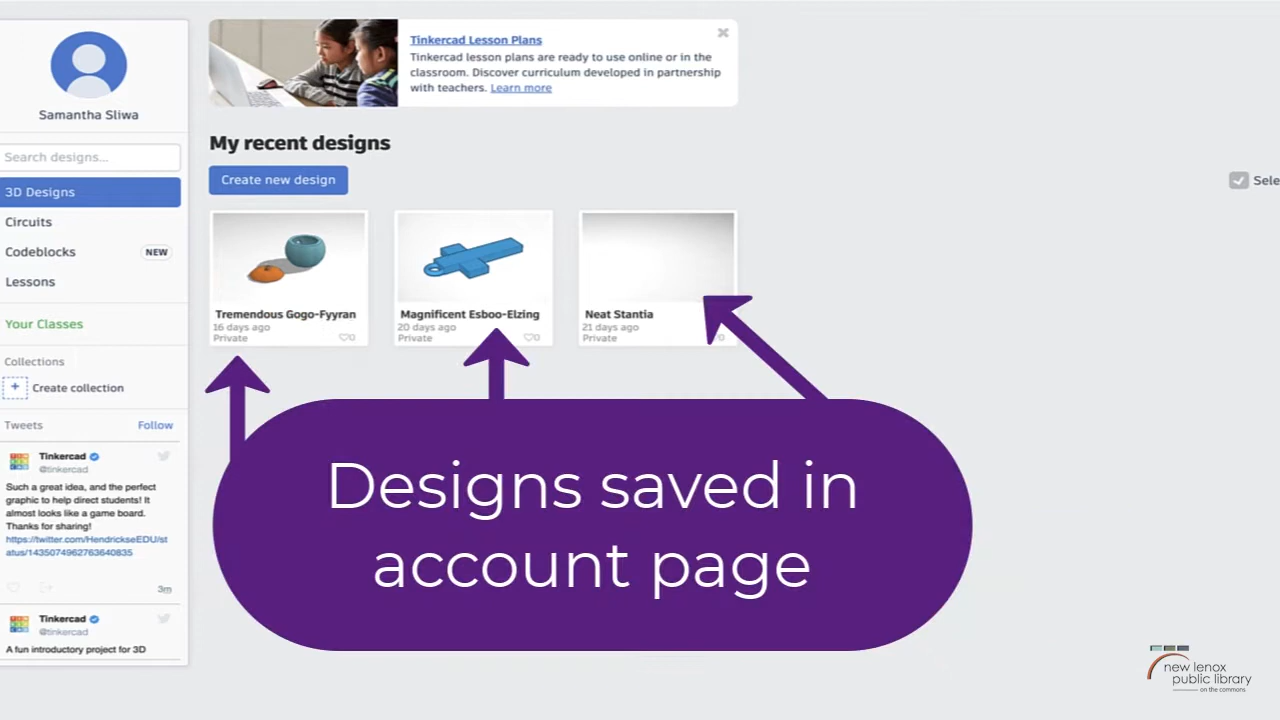 Samantha Sliwa
Search designs...
3D Designs
Circuits
Codeblocks NEW
Lessons
Your Classes
Collections
+ Create collection
Tweets Follow
Tinkercad
@tinkercad
Such a great idea, and the perfect
graphic to help direct students! It
almost looks like a game board.
Thanks for sharing!
https://twitter.com/HendrickseEDU/st
atus/1435074962763640835
3m
Tinkercad
@tinkercad
A fun introductory project for 3D
Tinkercad Lesson Plans
Tinkercad lesson plans are ready to use online or in the
classroom. Discover curriculum developed in partnership
with teachers. Learn more
My recent designs
Create new design
Sele
Tremendous Gogo-Fyyran
16 days ago
Private 0
Magnificent Esboo-Elzing
20 days ago
Private 0
Neat Stantia
21 days ago
Private 0
Designs saved in
account page
new lenox
public library
on the commons